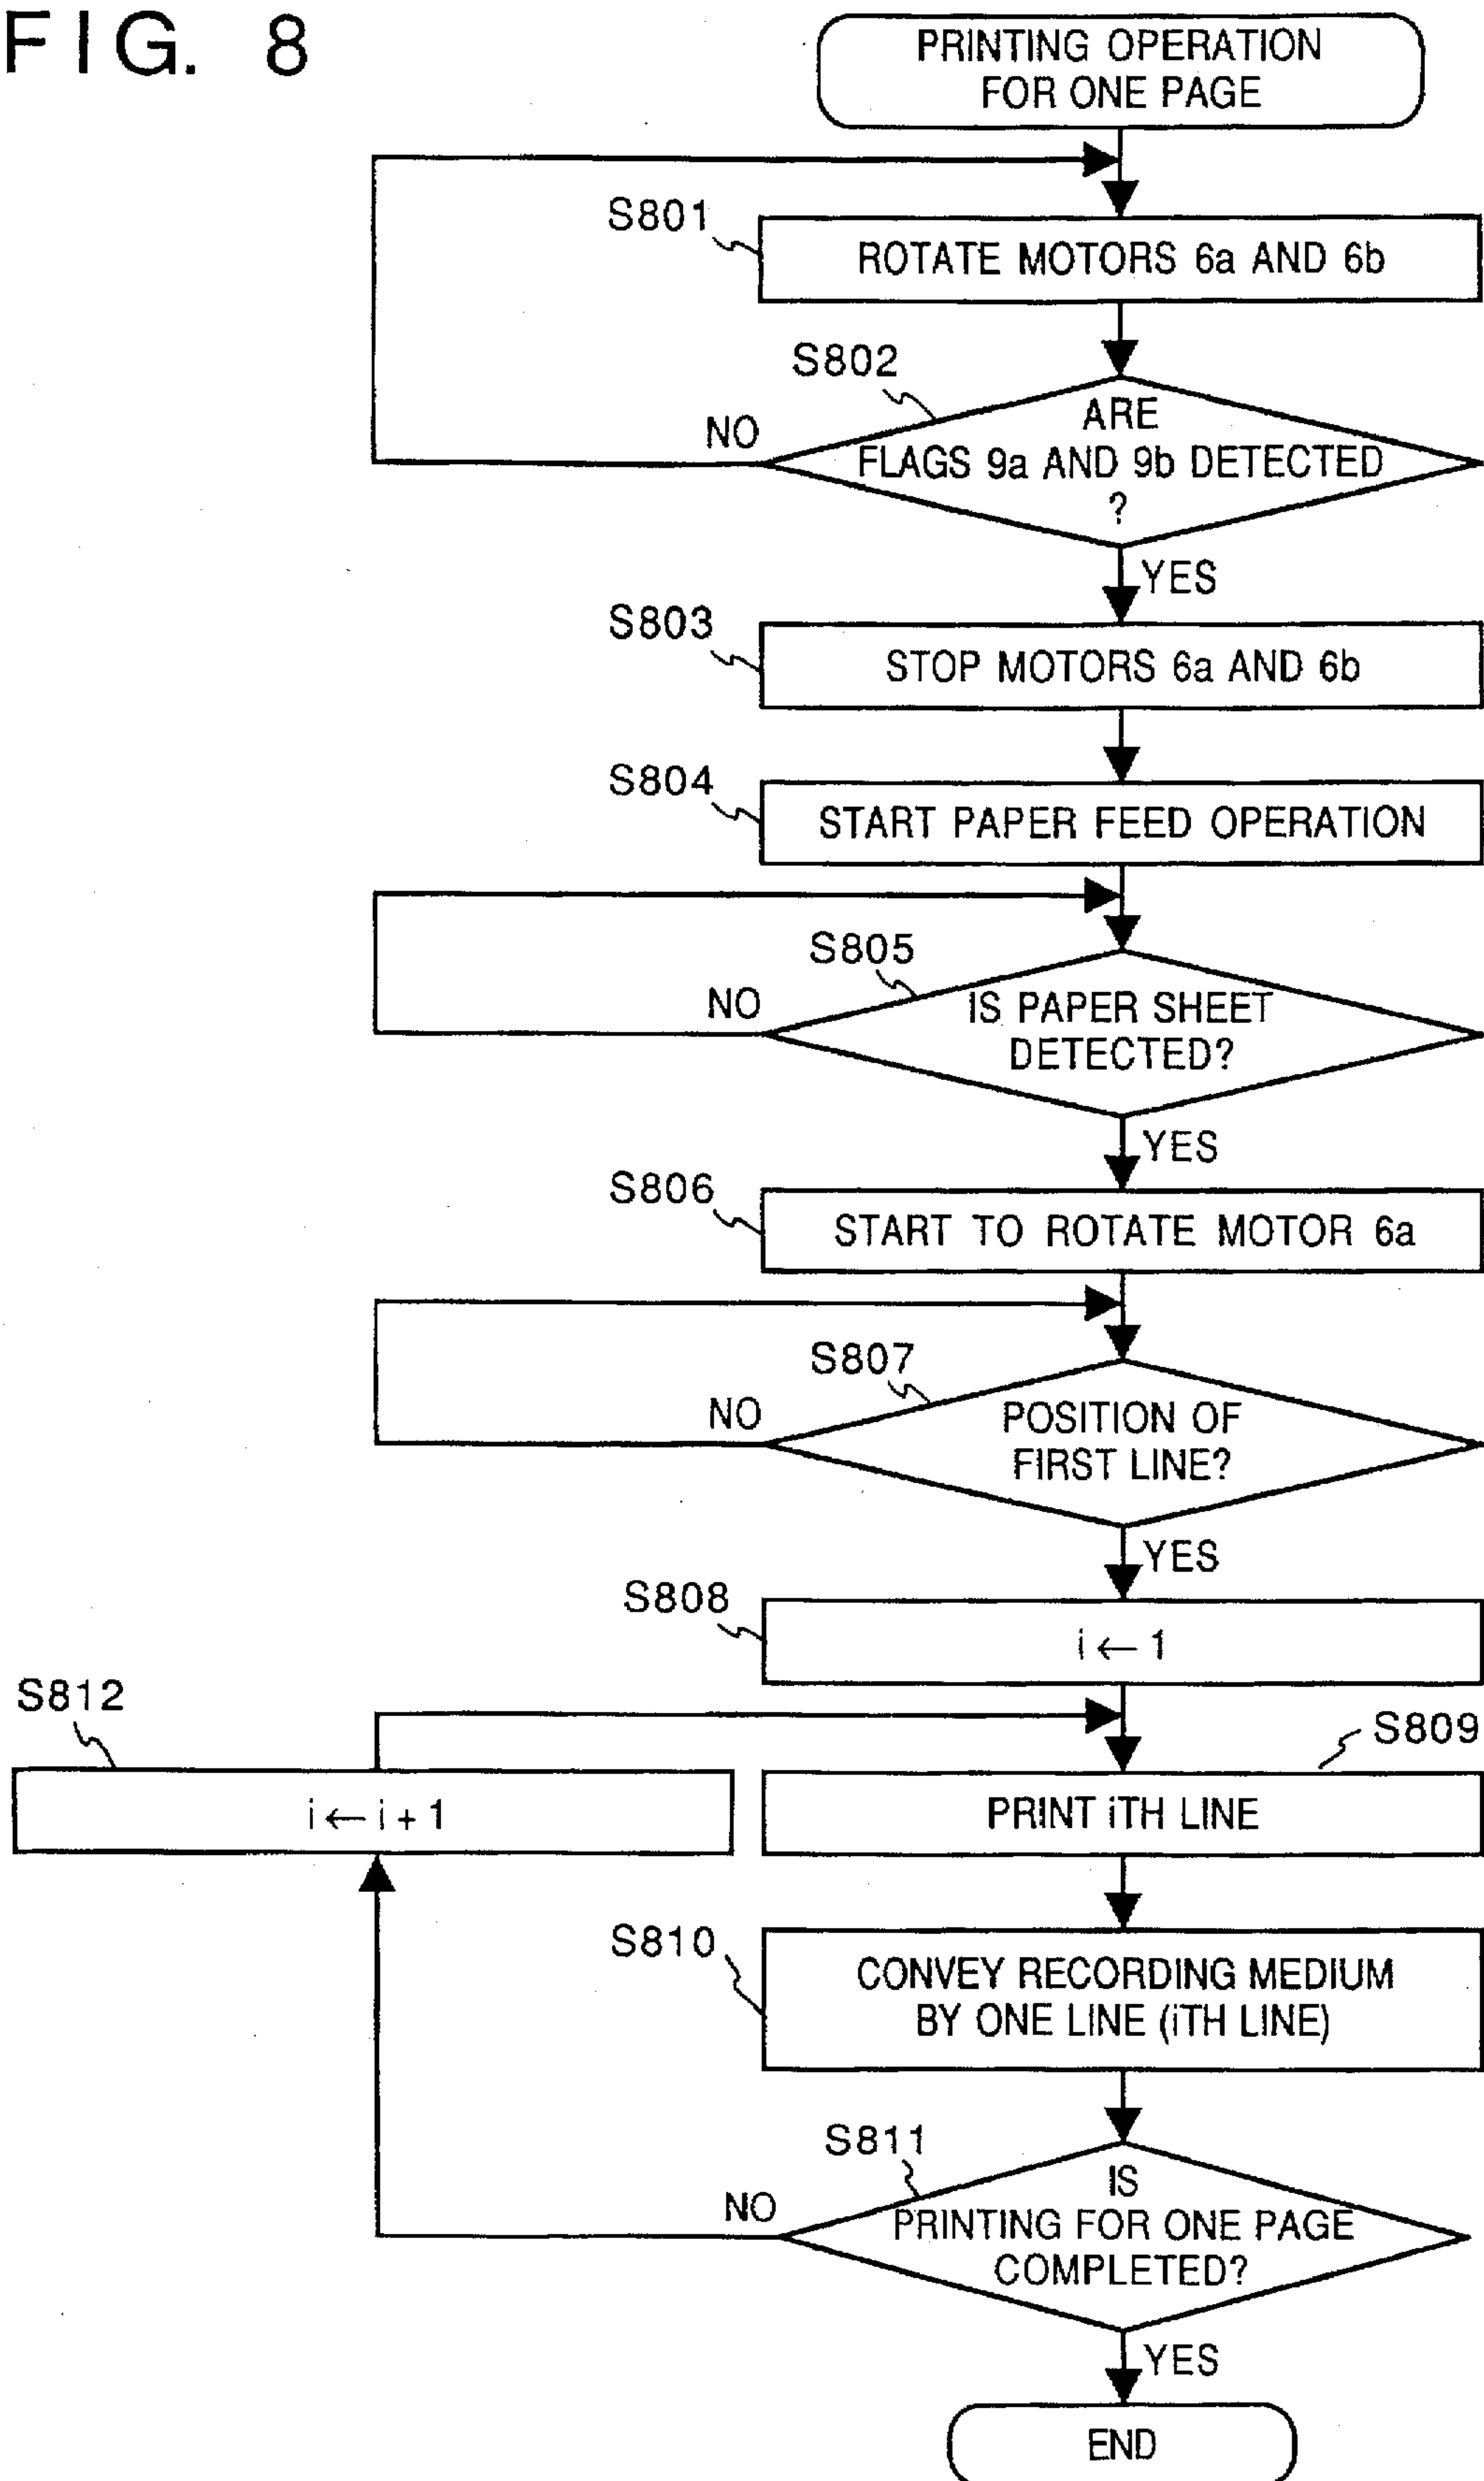 FIG. 8
PRINTING OPERATION
FOR ONE PAGE
S801
ROTATE MOTORS 6a AND 6b
S802
NO
ARE
FLAGS 9a AND 9b DETECTED
?
YES
S803
STOP MOTORS 6a AND 6b
S804
START PAPER FEED OPERATION
S805
NO
IS PAPER SHEET
DETECTED?
YES
S806
START TO ROTATE MOTOR 6a
S807
NO
POSITION OF
FIRST LINE?
YES
S808
i ← 1
S812
i ← i + 1
S809
PRINT iTH LINE
S810
CONVEY RECORDING MEDIUM
BY ONE LINE (iTH LINE)
S811
NO
IS
PRINTING FOR ONE PAGE
COMPLETED?
YES
END